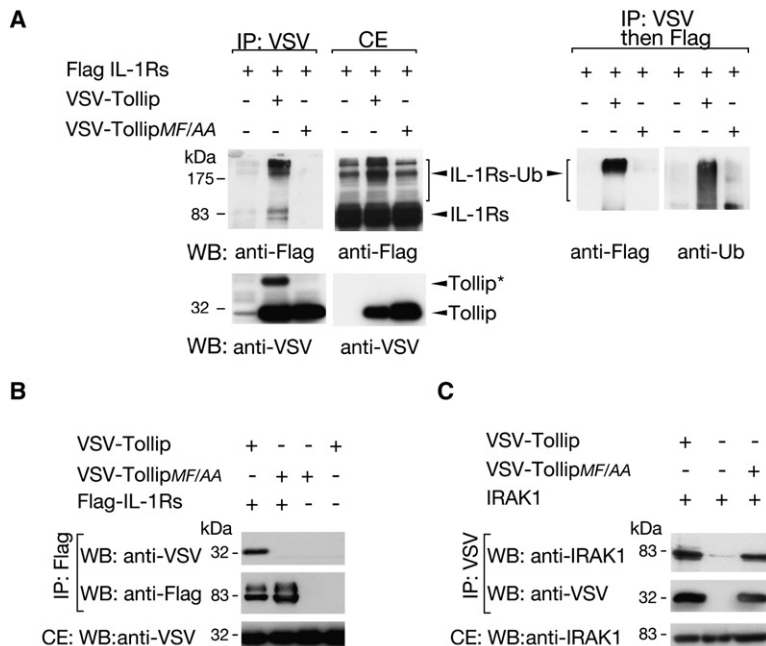 A
IP: VSV CE IP: VSV then Flag
Flag IL-1Rs + + + + + + + + + + + +
VSV-Tollip - + - - + - - + - - + -
VSV-TollipMF/AA - - + - - + - - + - - +
kDa
175 –
IL-1Rs-Ub
83 –
IL-1Rs
WB: anti-Flag anti-Flag anti-Flag anti-Ub
Tollip*
32 –
Tollip
WB: anti-VSV anti-VSV
B
VSV-Tollip + - - +
VSV-TollipMF/AA - + + -
Flag-IL-1Rs + + - -
kDa
IP: Flag
WB: anti-VSV 32 -
WB: anti-Flag 83 -
CE: WB:anti-VSV 32 -
C
VSV-Tollip + - -
VSV-TollipMF/AA - - +
IRAK1 + + +
kDa
IP: VSV
WB: anti-IRAK1 83 -
WB: anti-VSV 32 -
CE: WB:anti-IRAK1 83 -